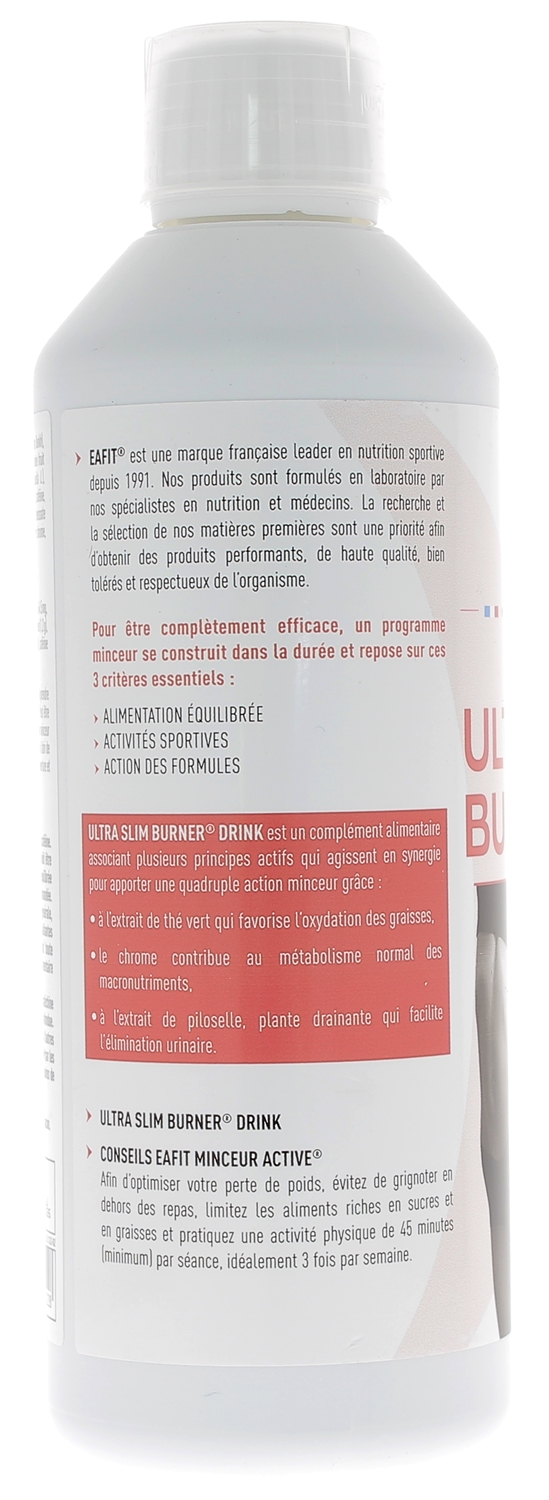 EAFIT® est une marque française leader en nutrition sportive
depuis 1991. Nos produits sont formulés en laboratoire par
nos spécialistes en nutrition et médecins. La recherche et
la sélection de nos matières premières sont une priorité afin
d'obtenir des produits performants, de haute qualité, bien
tolérés et respectueux de l'organisme.
Pour être complètement efficace, un programme
minceur se construit dans la durée et repose sur ces
3 critères essentiels :
› ALIMENTATION ÉQUILIBRÉE
› ACTIVITÉS SPORTIVES
› ACTION DES FORMULES
ULTRA SLIM BURNER® DRINK est un complément alimentaire
associant plusieurs principes actifs qui agissent en synergie
pour apporter une quadruple action minceur grâce :
• à l'extrait de thé vert qui favorise l'oxydation des graisses,
• le chrome contribue au métabolisme normal des
macronutriments,
• à l'extrait de piloselle, plante drainante qui facilite
l'élimination urinaire.
ULTRA SLIM BURNER® DRINK
CONSEILS EAFIT MINCEUR ACTIVE®
Afin d'optimiser votre perte de poids, évitez de grignoter en
dehors des repas, limitez les aliments riches en sucres et
en graisses et pratiquez une activité physique de 45 minutes
(minimum) par séance, idéalement 3 fois par semaine.
UL
BU